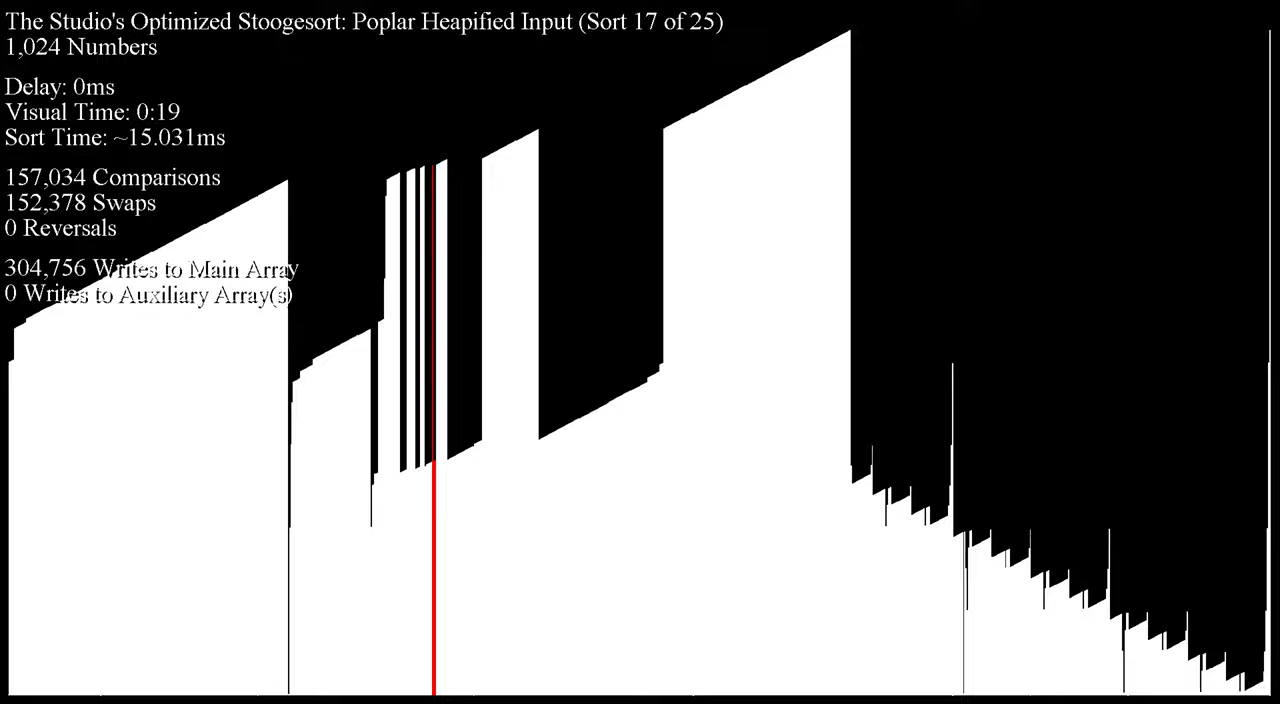 The Studio's Optimized Stoogesort: Poplar Heapified Input (Sort 17 of 25)
1,024 Numbers
Delay: 0ms
Visual Time: 0:19
Sort Time: ~15.031ms
157,034 Comparisons
152,378 Swaps
0 Reversals
304,756 Writes to Main Array
0 Writes to Auxiliary Array(s)